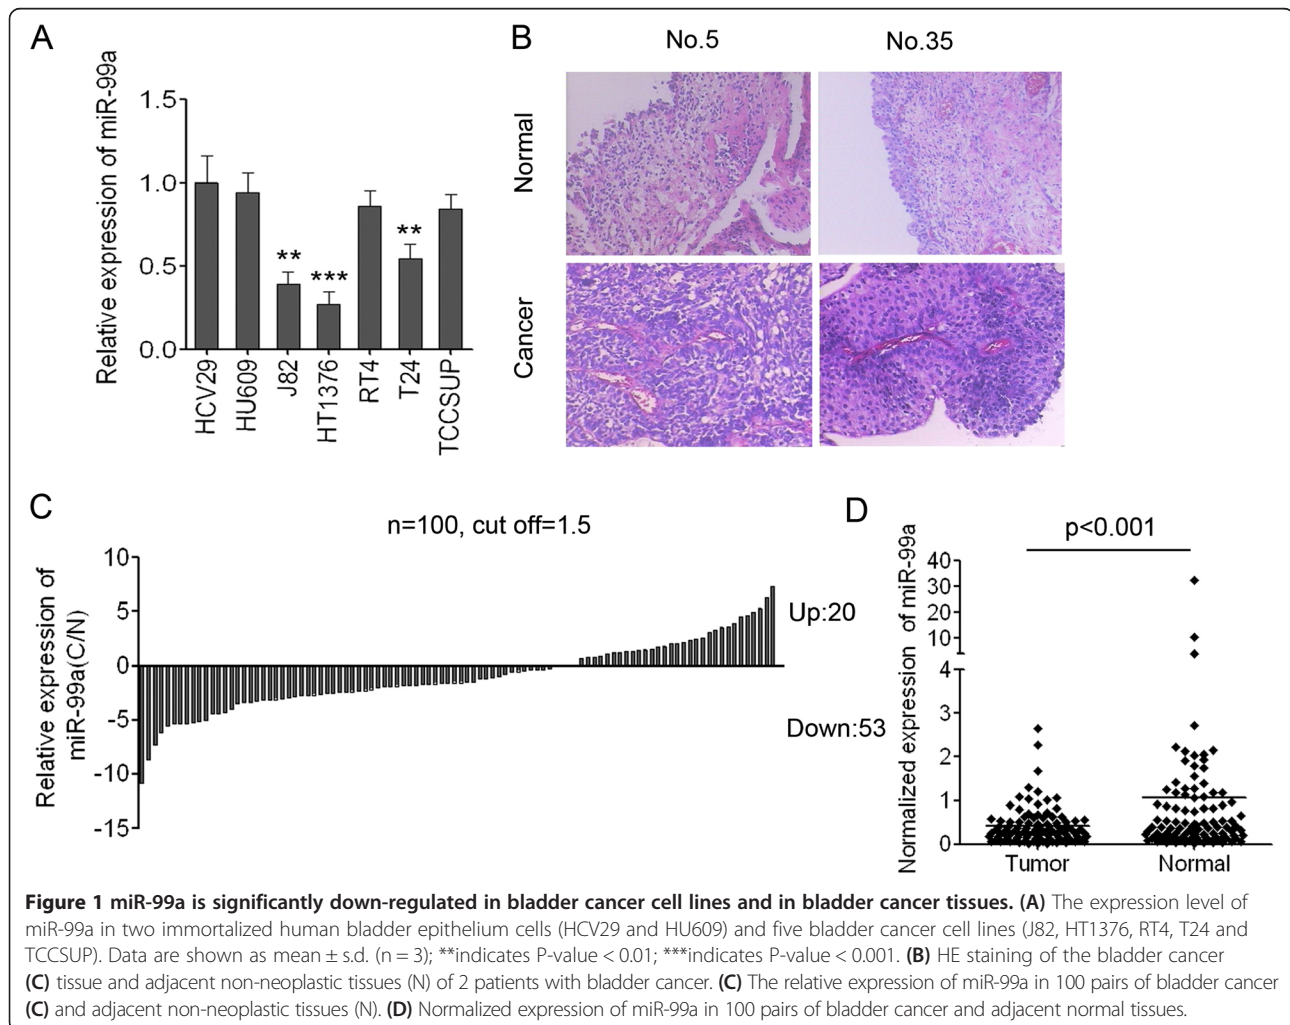 A
Relative expression of miR-99a
1.5
1.0
0.5
0.0
**
***
**
HCV29
HU609
J82
HT1376
RT4
T24
TCCSUP
B
No.5
No.35
Normal
Cancer
C
n=100, cut off=1.5
Relative expression of
miR-99a(C/N)
10
5
0
-5
-10
-15
Up:20
Down:53
D
p<0.001
Normalized expression of miR-99a
40
30
20
10
4
3
2
1
0
Tumor
Normal
Figure 1 miR-99a is significantly down-regulated in bladder cancer cell lines and in bladder cancer tissues. (A) The expression level of
miR-99a in two immortalized human bladder epithelium cells (HCV29 and HU609) and five bladder cancer cell lines (J82, HT1376, RT4, T24 and
TCCSUP). Data are shown as mean ± s.d. (n = 3); **indicates P-value < 0.01; ***indicates P-value < 0.001. (B) HE staining of the bladder cancer
(C) tissue and adjacent non-neoplastic tissues (N) of 2 patients with bladder cancer. (C) The relative expression of miR-99a in 100 pairs of bladder cancer
(C) and adjacent non-neoplastic tissues (N). (D) Normalized expression of miR-99a in 100 pairs of bladder cancer and adjacent normal tissues.